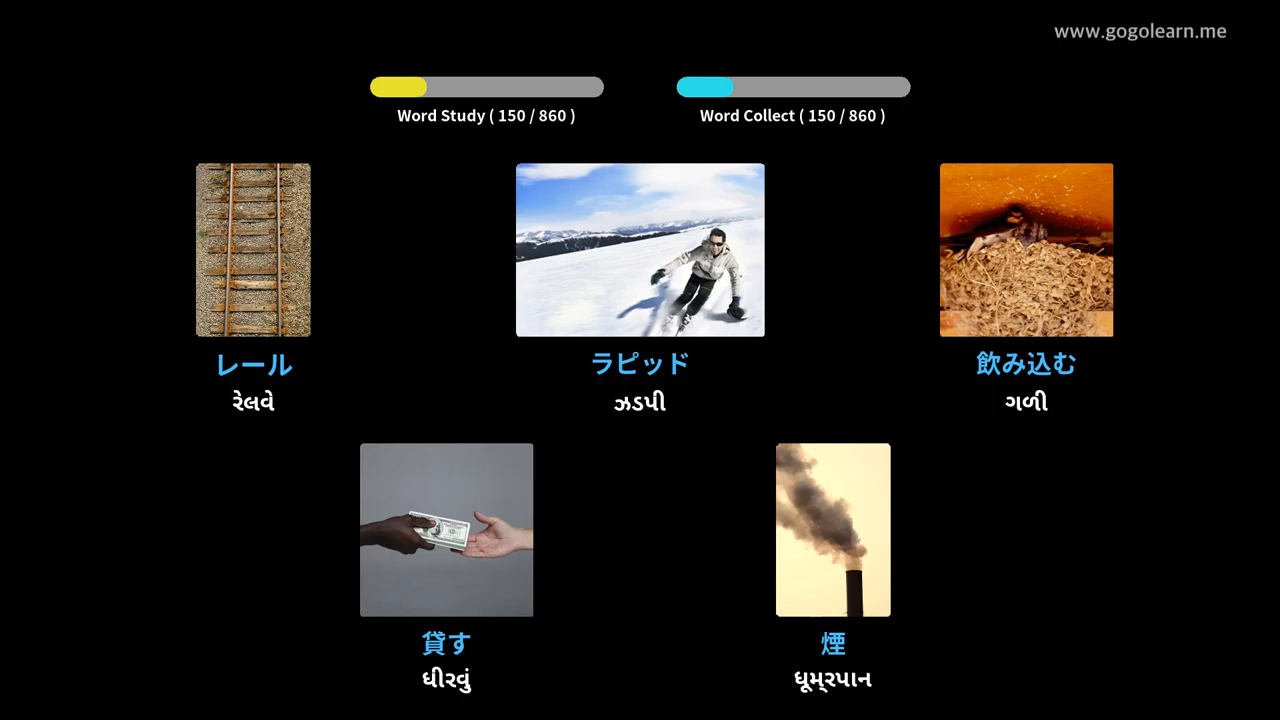 www.gogolearn.me
Word Study ( 150 / 860 )
Word Collect ( 150 / 860 )
レール
રેલવે
ラピッド
ઝડપી
飲み込む
ગળી
貸す
ધીરવું
煙
ધૂમ્રપાન